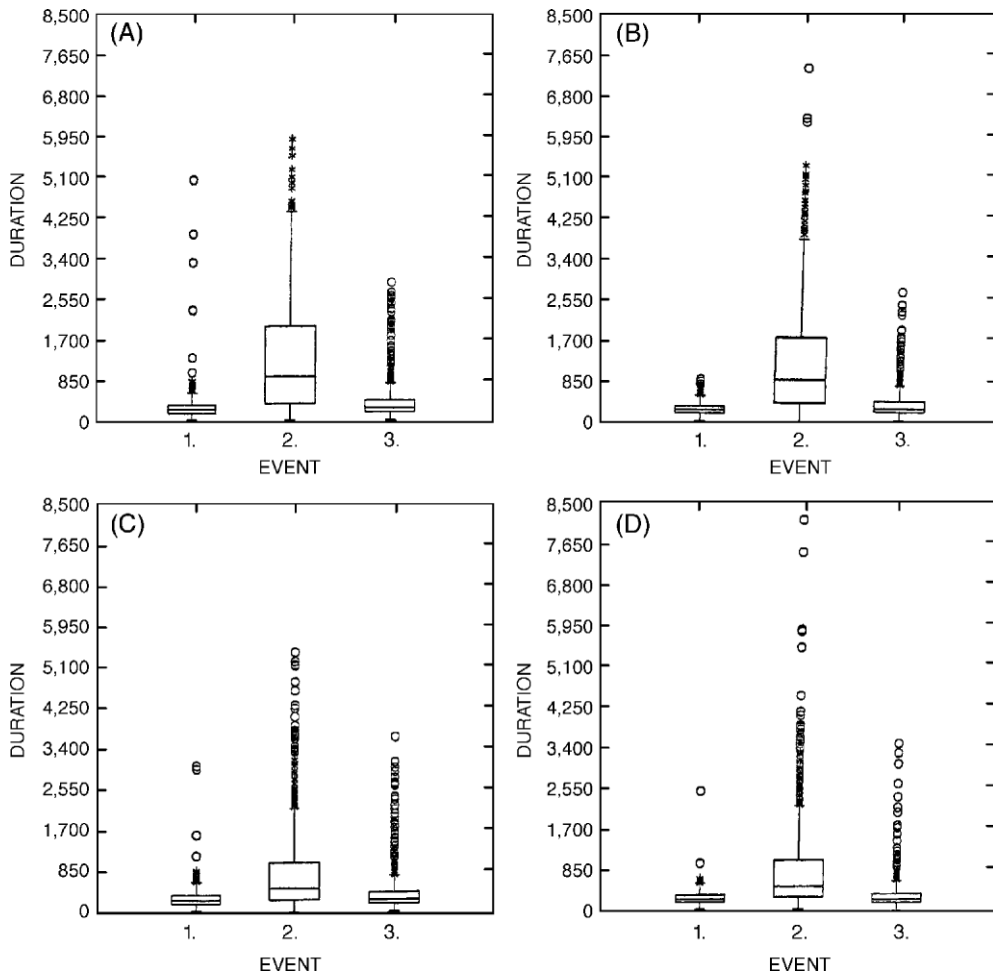 (A)
8,500
7,650
6,800
5,950
5,100
4,250
3,400
2,550
1,700
850
0
DURATION
1. 2. 3.
EVENT
(B)
8,500
7,650
6,800
5,950
5,100
4,250
3,400
2,550
1,700
850
0
DURATION
1. 2. 3.
EVENT
(C)
8,500
7,650
6,800
5,950
5,100
4,250
3,400
2,550
1,700
850
0
DURATION
1. 2. 3.
EVENT
(D)
8,500
7,650
6,800
5,950
5,100
4,250
3,400
2,550
1,700
850
0
DURATION
1. 2. 3.
EVENT